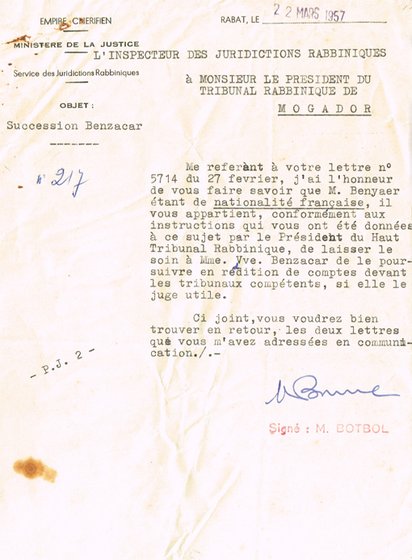 EMPIRE CHERIFIEN
RABAT, LE 22 MARS 1957
MINISTERE DE LA JUSTICE
L'INSPECTEUR DES JURIDICTIONS RABBINIQUES
Service des Juridictions Rabbiniques
à MONSIEUR LE PRESIDENT DU
TRIBUNAL RABBINIQUE DE
MOGADOR
OBJET :
Succession Benzacar
N° 217
Me referant à votre lettre n°
5714 du 27 fevrier, j'ai l'honneur
de vous faire savoir que M. Benyaer
étant de nationalité française, il
vous appartient, conformément aux
instructions qui vous ont été données
à ce sujet par le Président du Haut
Tribunal Rabbinique, de laisser le
soin à Mme. Vve. Benzacar de le pour-
suivre en reddition de comptes devant
les tribunaux compétents, si elle le
juge utile.
Ci joint,vous voudrez bien
trouver en retour, les deux lettres
que vous m'avez adressées en communi-
cation./.-
- P.J. 2 -
Signé : M. BOTBOL